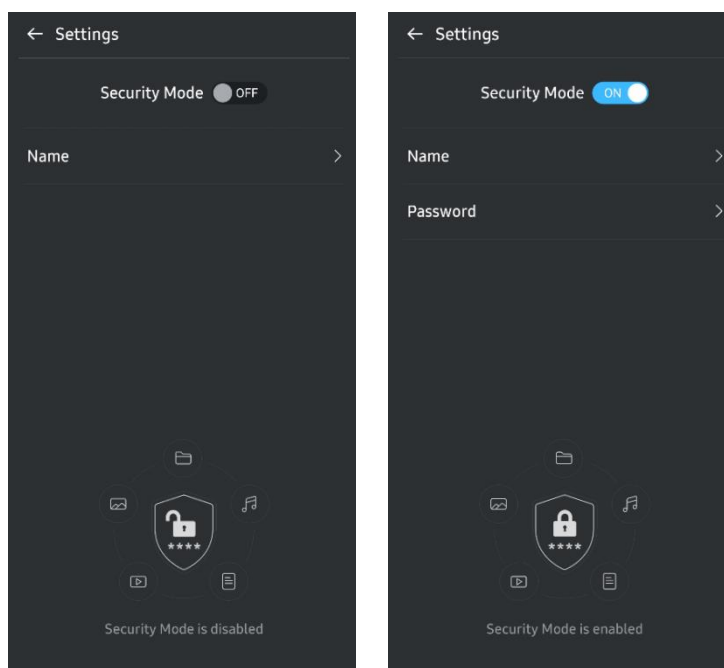 ← Settings
Security Mode OFF
Name >
****
Security Mode is disabled
← Settings
Security Mode ON
Name >
Password >
****
Security Mode is enabled